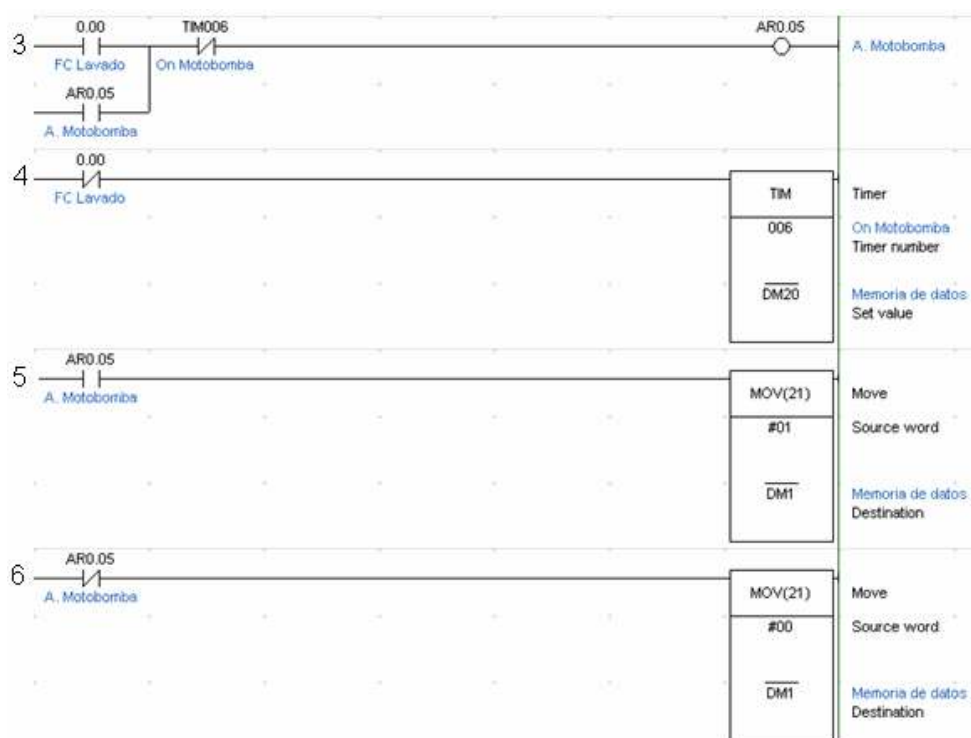 0.00 TIM006 AR0.05
3 A. Motobomba
FC Lavado On Motobomba
AR0.05
A. Motobomba
0.00
4
FC Lavado
TIM Timer
006 On Motobomba
Timer number
DM20 Memoria de datos
Set value
AR0.05
5
A. Motobomba
MOV(21) Move
#01 Source word
DM1 Memoria de datos
Destination
AR0.05
6
A. Motobomba
MOV(21) Move
#00 Source word
DM1 Memoria de datos
Destination